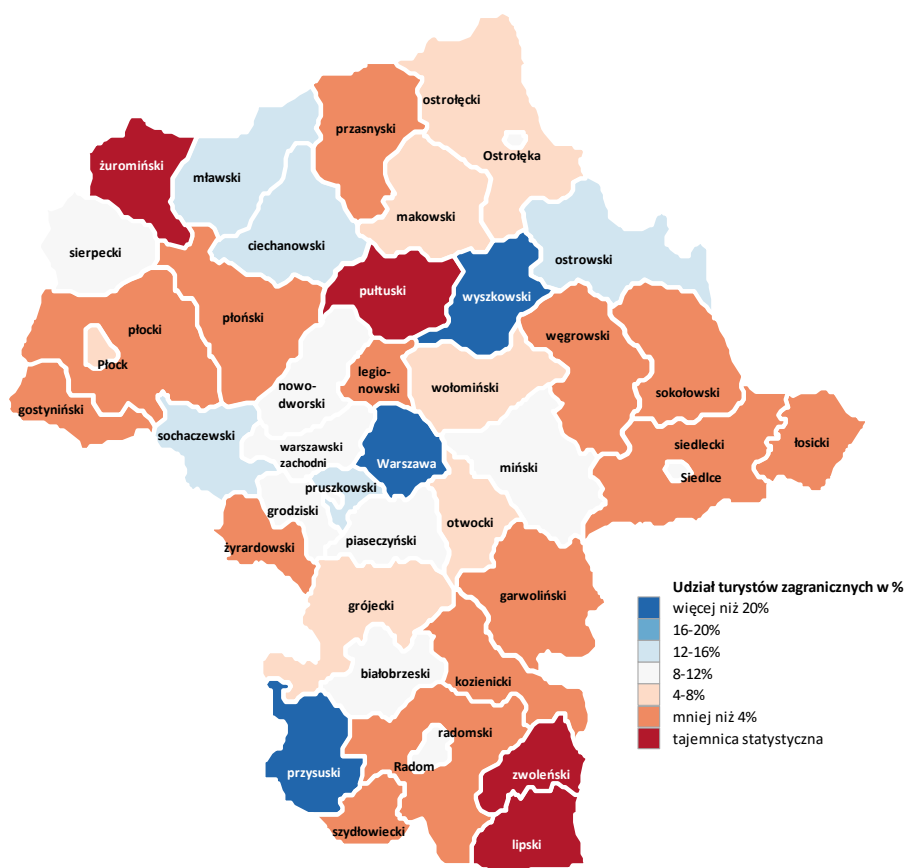 ostrołęcki
przasnyski
Ostrołęka
żuromiński
mławski
makowski
ciechanowski
sierpecki
ostrowski
pułtuski
wyszkowski
płocki
płoński
węgrowski
Płock
legio-
nowski
wołomiński
nowo-
dworski
sokołowski
gostyniński
sochaczewski
siedlecki
łosicki
warszawski
zachodni
Warszawa
miński
Siedlce
pruszkowski
grodziski
otwocki
piaseczyński
żyrardowski
garwoliński
grójecki
białobrzeski
kozienicki
radomski
Radom
przysuski
zwoleński
szydłowiecki
lipski
Udział turystów zagranicznych w %
więcej niż 20%
16-20%
12-16%
8-12%
4-8%
mniej niż 4%
tajemnica statystyczna